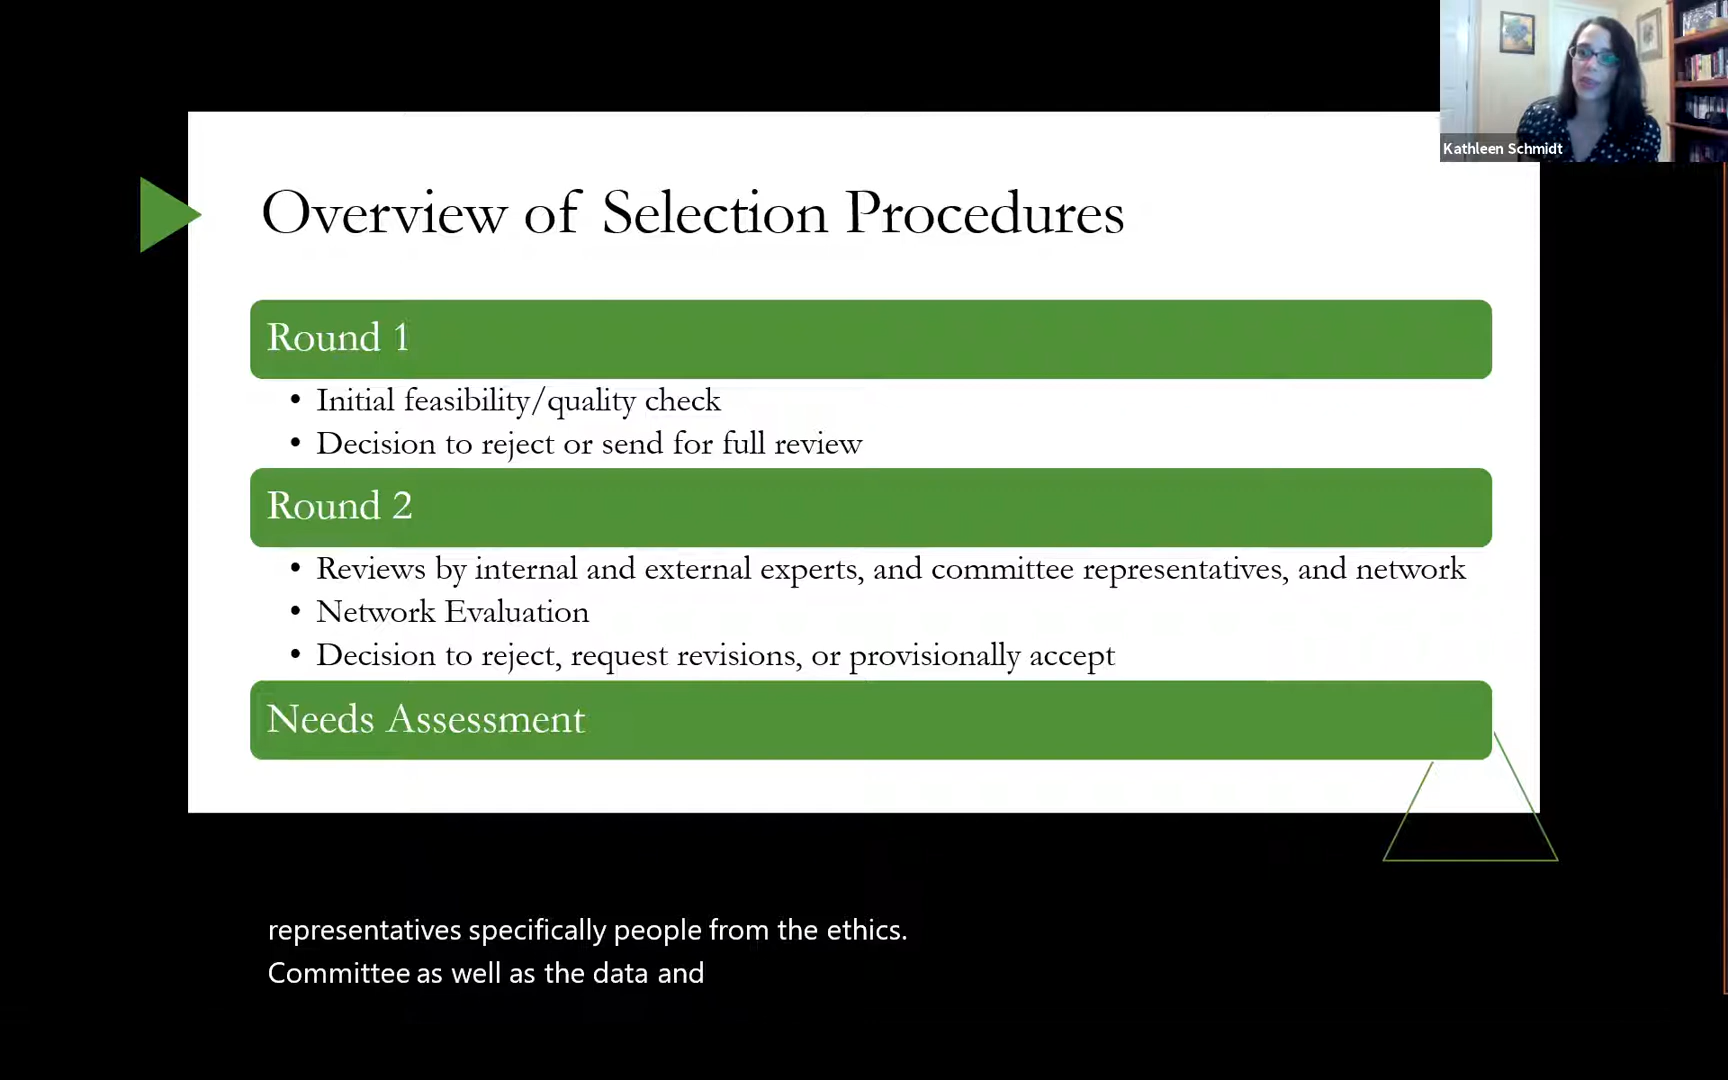 Kathleen Schmidt
Overview of Selection Procedures
Round 1
• Initial feasibility/quality check
• Decision to reject or send for full review
Round 2
• Reviews by internal and external experts, and committee representatives, and network
• Network Evaluation
• Decision to reject, request revisions, or provisionally accept
Needs Assessment
representatives specifically people from the ethics.
Committee as well as the data and